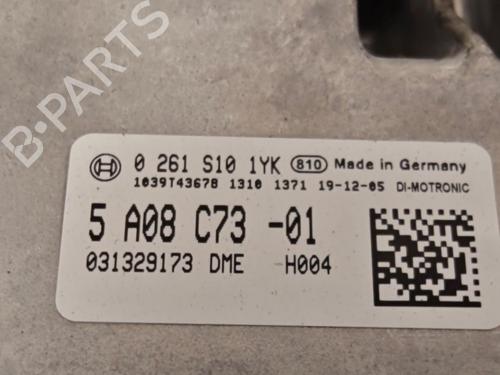 B-PARTS
0 261 S10 1YK 810 Made in Germany
1039T43678 1310 1371 19-12-05 DI-MOTRONIC
5 A08 C73 -01
031329173 DME H004